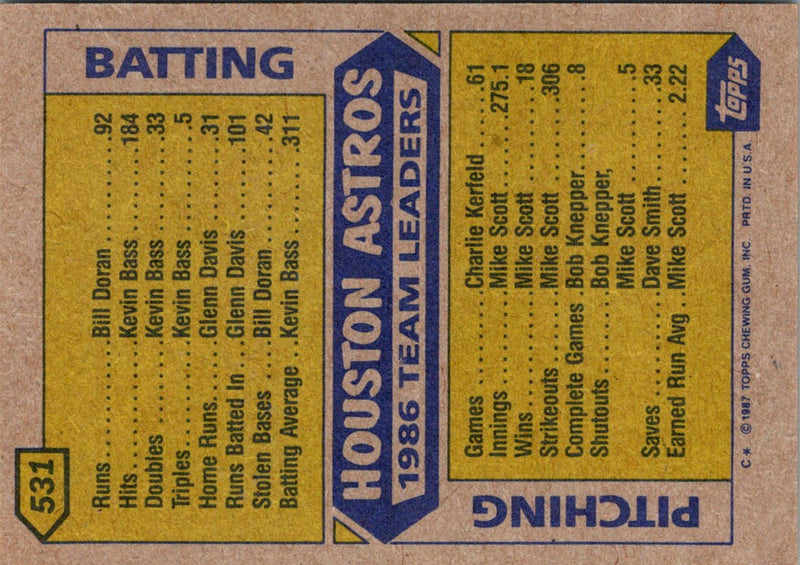 531
BATTING
Runs..........Bill Doran..........92
Hits..........Kevin Bass..........184
Doubles.......Kevin Bass..........33
Triples.......Kevin Bass..........5
Home Runs.....Glenn Davis.........31
Runs Batted In...Glenn Davis......101
Stolen Bases.....Bill Doran.......42
Batting Average..Kevin Bass.......311
HOUSTON ASTROS
1986 TEAM LEADERS
PITCHING
Games.........Charlie Kerfeld.....61
Innings.......Mike Scott..........275.1
Wins..........Mike Scott..........18
Strikeouts....Mike Scott..........306
Complete Games..Bob Knepper.......8
Shutouts......Bob Knepper,
Mike Scott..........5
Saves.........Dave Smith..........33
Earned Run Avg..Mike Scott........2.22
topps
C* ©1987 TOPPS CHEWING GUM, INC. PRTD. IN U.S.A.